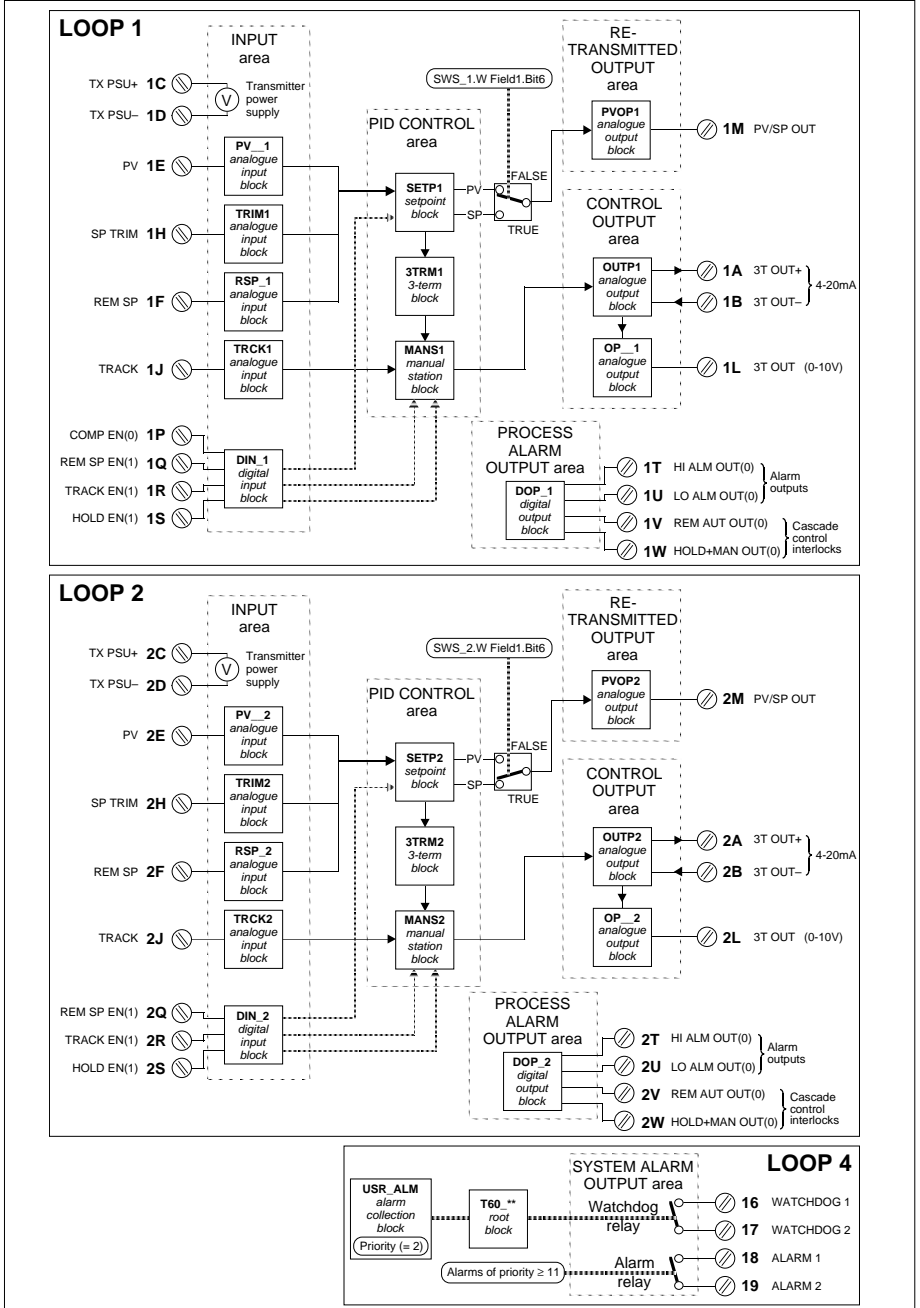 LOOP 1
INPUT
area
TX PSU+ 1C
TX PSU– 1D
V
Transmitter
power
supply
PV 1E
PV__1
analogue
input
block
SP TRIM 1H
TRIM1
analogue
input
block
REM SP 1F
RSP_1
analogue
input
block
TRACK 1J
TRCK1
analogue
input
block
COMP EN(0) 1P
REM SP EN(1) 1Q
TRACK EN(1) 1R
HOLD EN(1) 1S
DIN_1
digital
input
block
PID CONTROL
area
SETP1
setpoint
block
3TRM1
3-term
block
MANS1
manual
station
block
SWS_1.W Field1.Bit6
PV
SP
FALSE
TRUE
RE-
TRANSMITTED
OUTPUT
area
PVOP1
analogue
output
block
1M PV/SP OUT
CONTROL
OUTPUT
area
OUTP1
analogue
output
block
1A 3T OUT+
1B 3T OUT–
4-20mA
OP__1
analogue
output
block
1L 3T OUT (0-10V)
PROCESS
ALARM
OUTPUT area
DOP_1
digital
output
block
1T HI ALM OUT(0)
1U LO ALM OUT(0)
Alarm
outputs
1V REM AUT OUT(0)
1W HOLD+MAN OUT(0)
Cascade
control
interlocks
LOOP 2
INPUT
area
TX PSU+ 2C
TX PSU– 2D
V
Transmitter
power
supply
PV 2E
PV__2
analogue
input
block
SP TRIM 2H
TRIM2
analogue
input
block
REM SP 2F
RSP_2
analogue
input
block
TRACK 2J
TRCK2
analogue
input
block
REM SP EN(1) 2Q
TRACK EN(1) 2R
HOLD EN(1) 2S
DIN_2
digital
input
block
PID CONTROL
area
SETP2
setpoint
block
3TRM2
3-term
block
MANS2
manual
station
block
SWS_2.W Field1.Bit6
PV
SP
FALSE
TRUE
RE-
TRANSMITTED
OUTPUT
area
PVOP2
analogue
output
block
2M PV/SP OUT
CONTROL
OUTPUT
area
OUTP2
analogue
output
block
2A 3T OUT+
2B 3T OUT–
4-20mA
OP__2
analogue
output
block
2L 3T OUT (0-10V)
PROCESS
ALARM
OUTPUT area
DOP_2
digital
output
block
2T HI ALM OUT(0)
2U LO ALM OUT(0)
Alarm
outputs
2V REM AUT OUT(0)
2W HOLD+MAN OUT(0)
Cascade
control
interlocks
LOOP 4
USR_ALM
alarm
collection
block
Priority (= 2)
T60_**
root
block
SYSTEM ALARM
OUTPUT area
Watchdog
relay
16 WATCHDOG 1
17 WATCHDOG 2
Alarms of priority ≥ 11
Alarm
relay
18 ALARM 1
19 ALARM 2